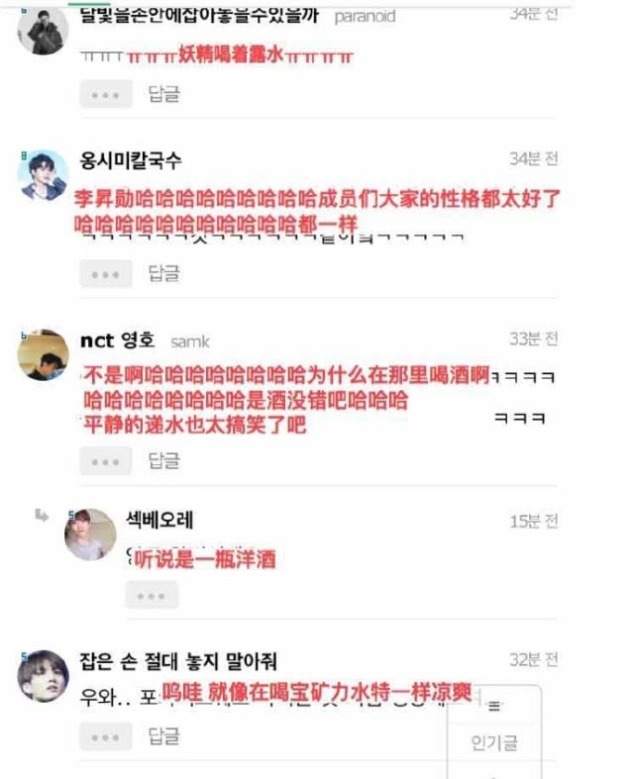 달빛을손안에잡아놓을수있을까 paranoid 34분 전
ㅠㅠㅠㅠㅠㅠ妖精喝着露水ㅠㅠㅠㅠ
••• 답글
옹시미칼국수 34분 전
李昇勋哈哈哈哈哈哈哈哈哈成员们大家的性格都太好了
哈哈哈哈哈哈哈哈哈哈哈都一样
••• 답글
nct 영호 samk 33분 전
不是啊哈哈哈哈哈哈哈哈为什么在那里喝酒啊ㅋㅋㅋㅋ
哈哈哈哈哈哈哈哈是酒没错吧哈哈哈
平静的递水也太搞笑了吧 ㅋㅋㅋ
••• 답글
섹베오레 15분 전
听说是一瓶洋酒
•••
잡은 손 절대 놓지 말아줘 32분 전
우와.. 포 呜哇 就像在喝宝矿力水特一样凉爽
••• 답글
인기글